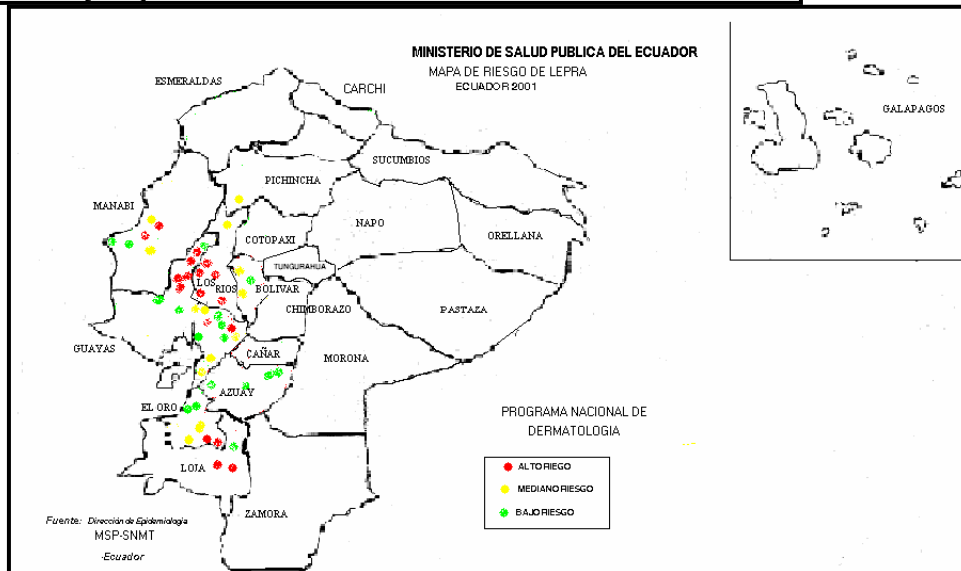 MINISTERIO DE SALUD PUBLICA DEL ECUADOR
MAPA DE RIESGO DE LEPRA
ECUADOR 2001
ESMERALDAS
CARCHI
GALAPAGOS
SUCUMBIOS
PICHINCHA
MANABI
NAPO
ORELLANA
COTOPAXI
TUNGURAHUA
LOS
RIOS
BOLIVAR
CHIMBORAZO
PASTAZA
GUAYAS
CAÑAR
MORONA
AZUAY
EL ORO
PROGRAMA NACIONAL DE
DERMATOLOGIA
LOJA
ALTO RIEGO
MEDIANO RIESGO
BAJO RIESGO
ZAMORA
Fuente: Dirección de Epidemiologia
MSP-SNMT
-Ecuador